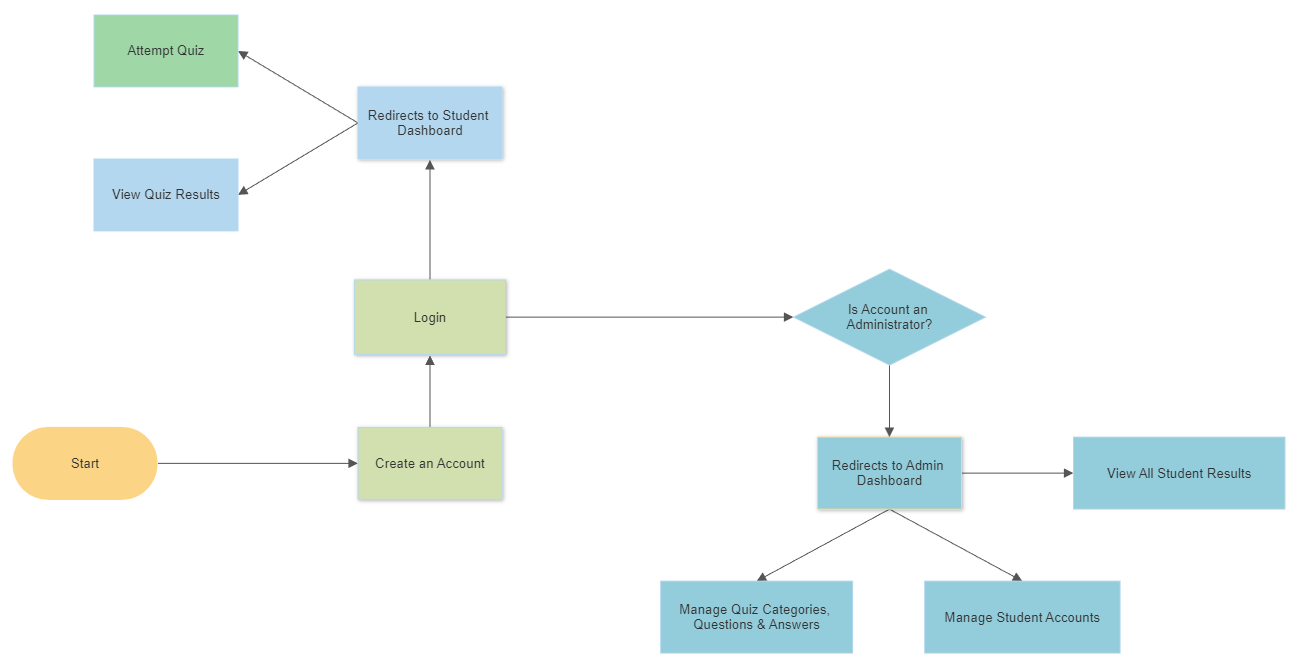 Attempt Quiz
Redirects to Student
Dashboard
View Quiz Results
Login
Is Account an
Administrator?
Start
Create an Account
Redirects to Admin
Dashboard
View All Student Results
Manage Quiz Categories,
Questions & Answers
Manage Student Accounts